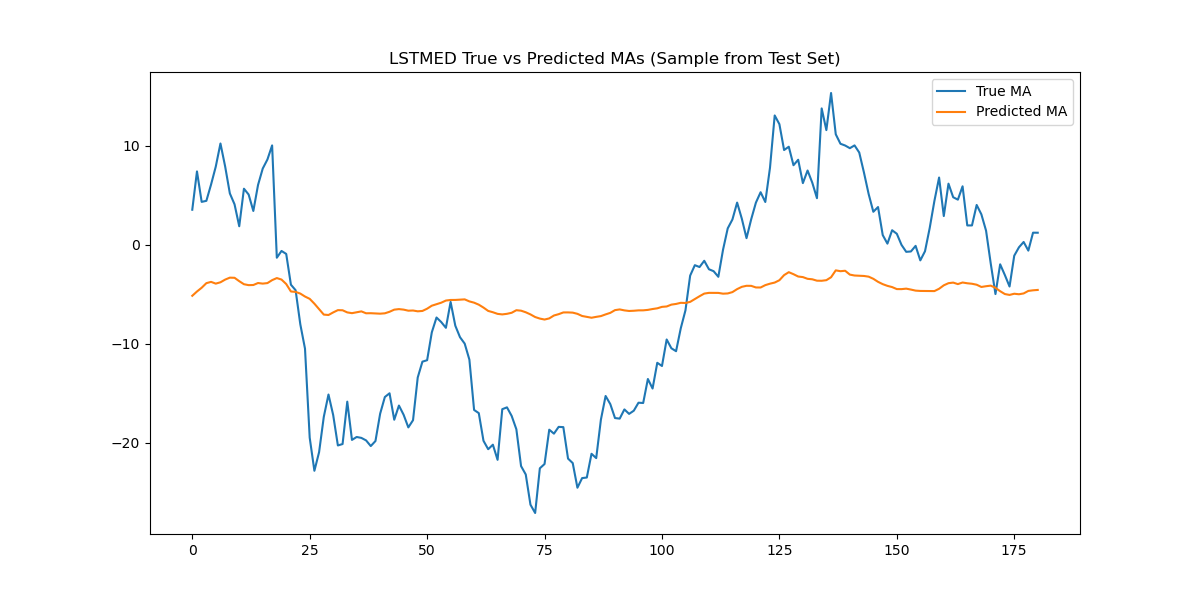 LSTMED True vs Predicted MAs (Sample from Test Set)
True MA
Predicted MA
10
0
−10
−20
0 25 50 75 100 125 150 175